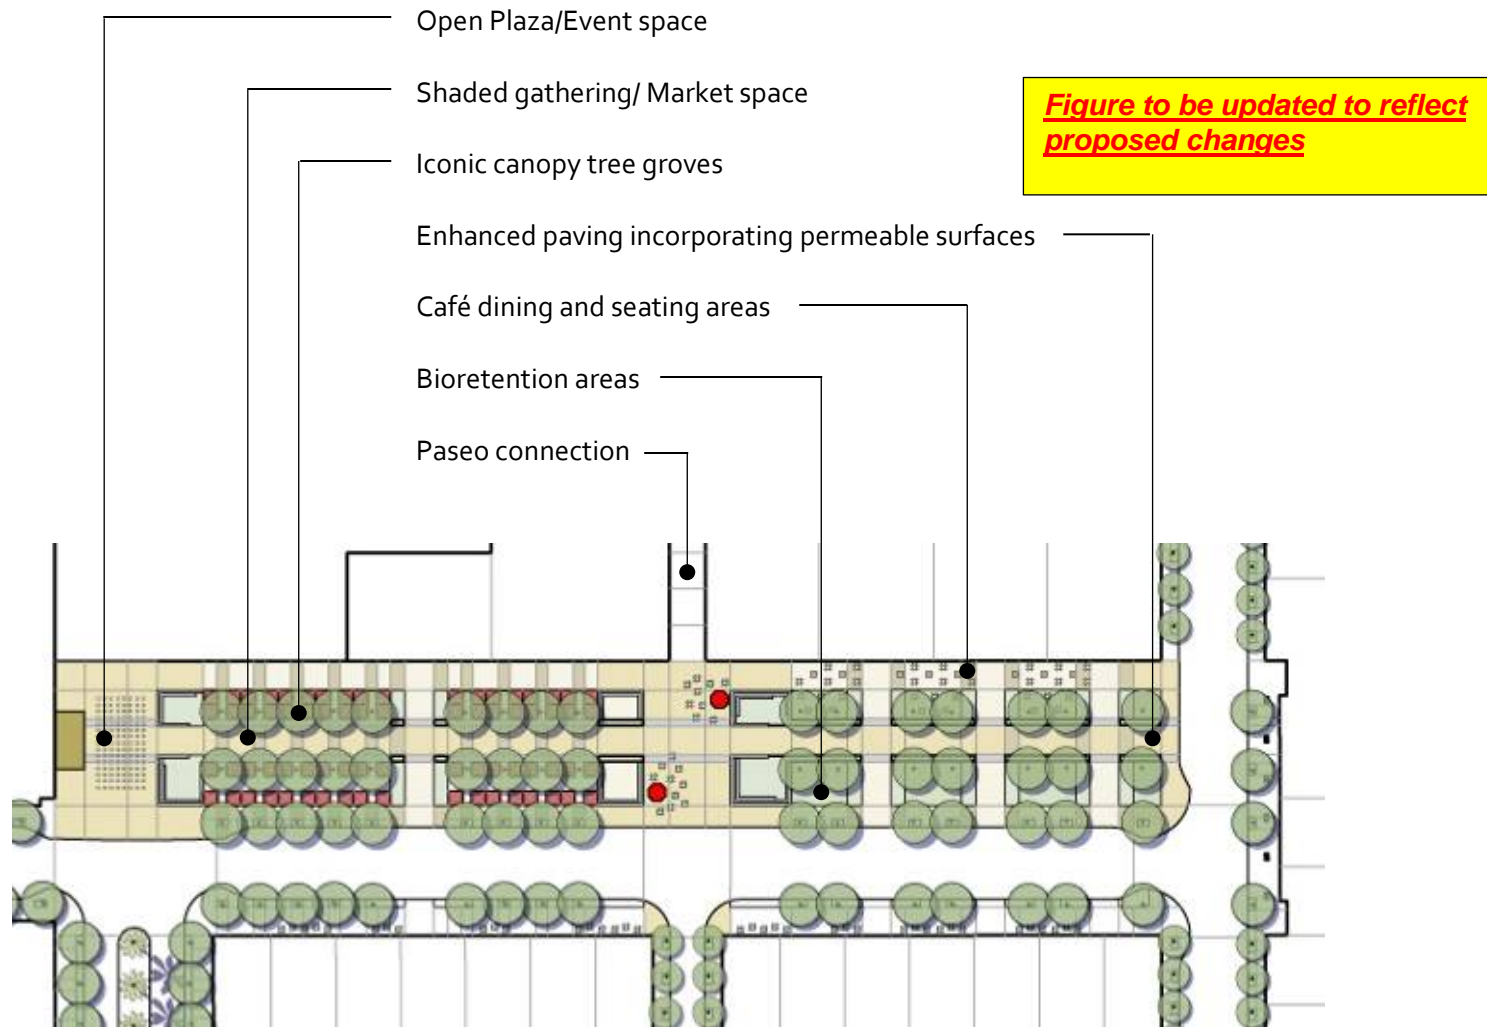 Open Plaza/Event space
Shaded gathering/ Market space
Figure to be updated to reflect
proposed changes
Iconic canopy tree groves
Enhanced paving incorporating permeable surfaces
Café dining and seating areas
Bioretention areas
Paseo connection